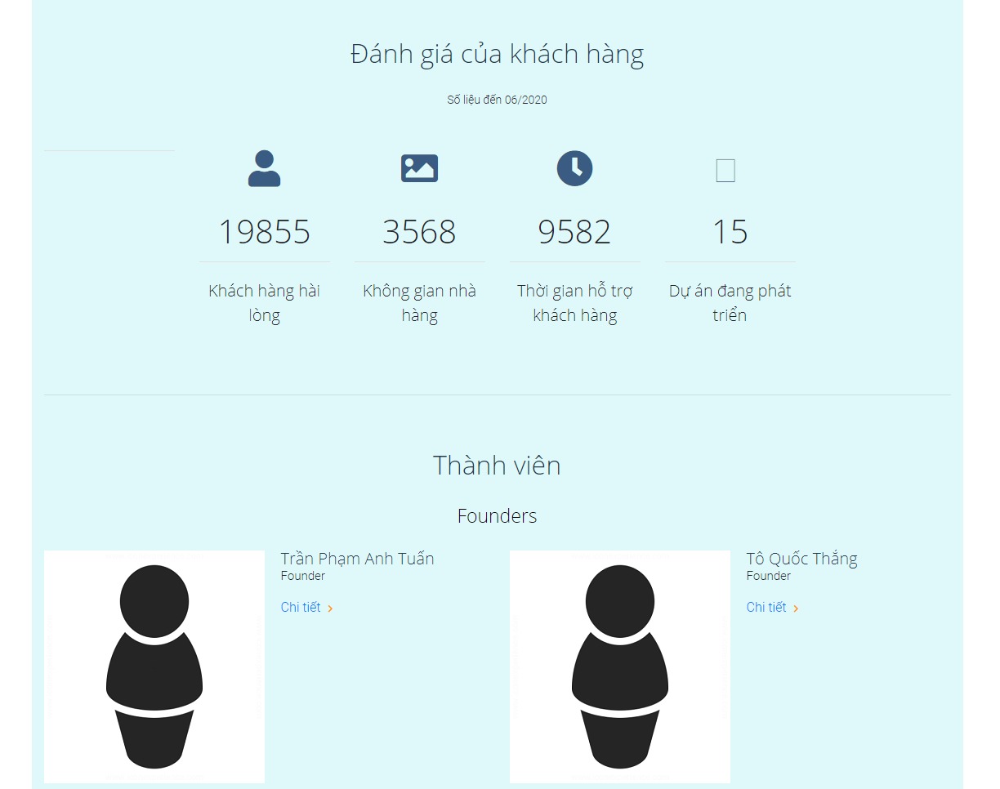 Đánh giá của khách hàng
Số liệu đến 06/2020
19855
3568
9582
15
Khách hàng hài
lòng
Không gian nhà
hàng
Thời gian hỗ trợ
khách hàng
Dự án đang phát
triển
Thành viên
Founders
Trần Phạm Anh Tuấn
Founder
Chi tiết
Tô Quốc Thắng
Founder
Chi tiết